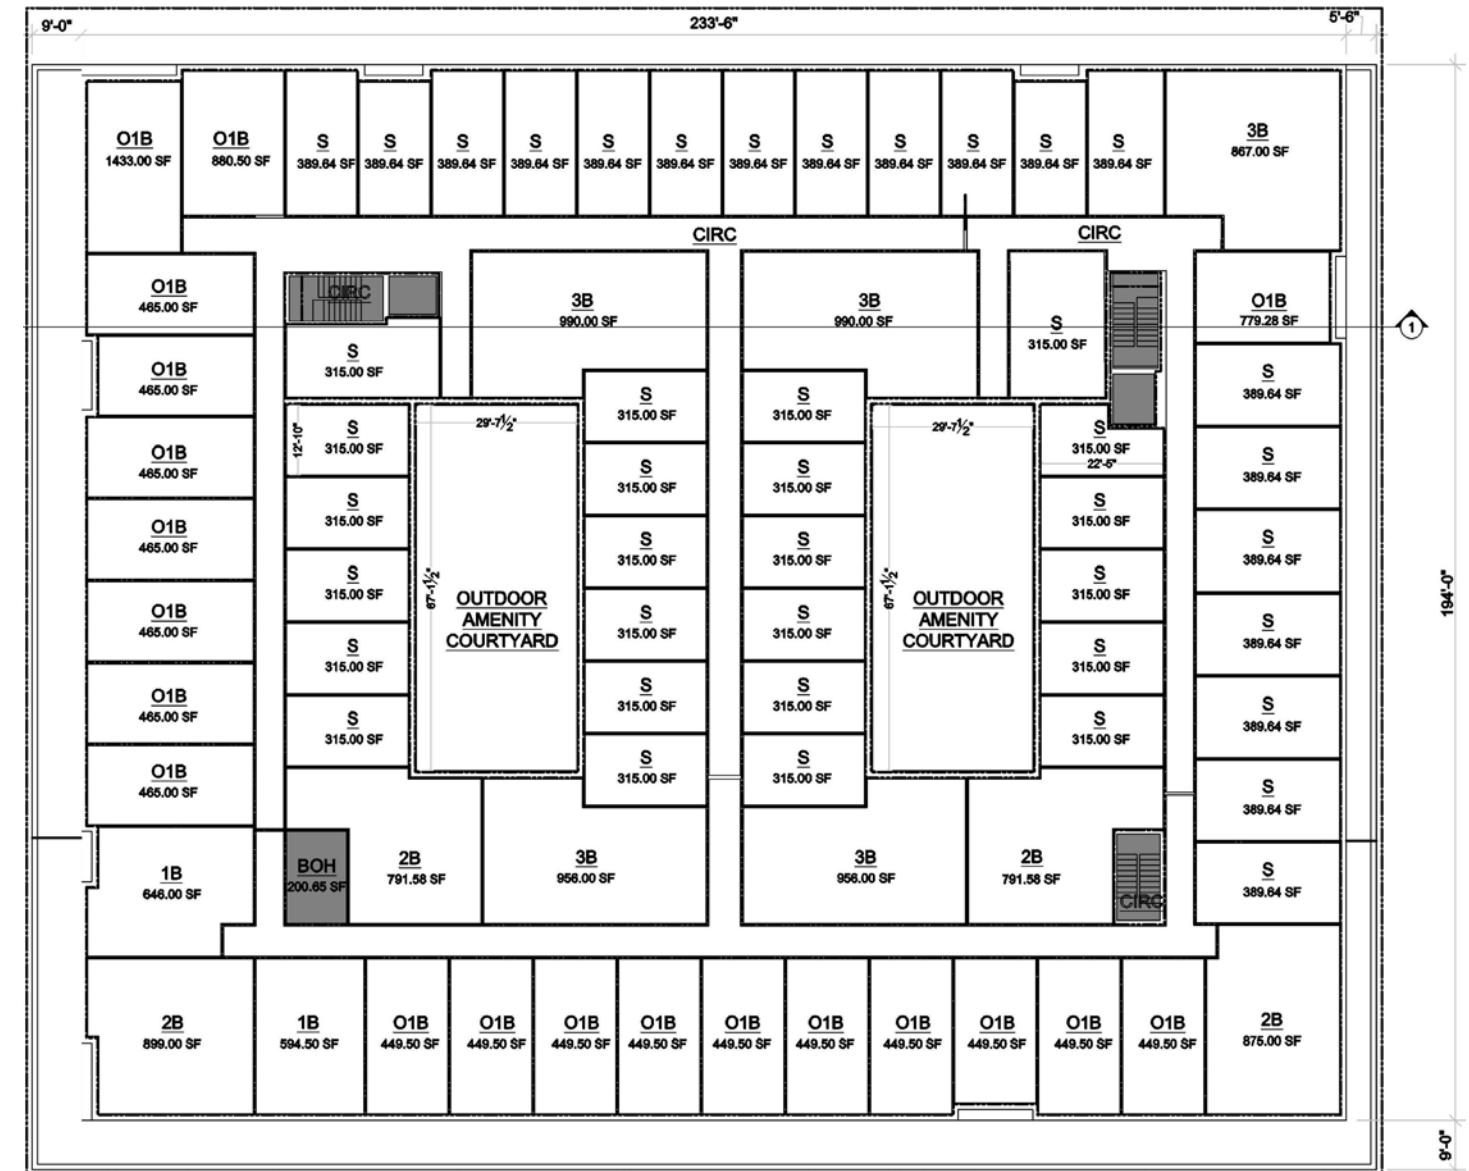 9'-0"
233'-6"
5'-6"
O1B
1433.00 SF
O1B
880.50 SF
S
389.64 SF
S
389.64 SF
S
389.64 SF
S
389.64 SF
S
389.64 SF
S
389.64 SF
S
389.64 SF
S
389.64 SF
S
389.64 SF
S
389.64 SF
S
389.64 SF
S
389.64 SF
3B
867.00 SF
CIRC
CIRC
O1B
465.00 SF
CIRC
3B
990.00 SF
3B
990.00 SF
S
315.00 SF
O1B
779.28 SF
1
O1B
465.00 SF
S
315.00 SF
S
389.64 SF
O1B
465.00 SF
12'-10"
S
315.00 SF
29'-7½"
S
315.00 SF
S
315.00 SF
29'-7½"
S
315.00 SF
22'-5"
S
389.64 SF
O1B
465.00 SF
S
315.00 SF
S
315.00 SF
S
315.00 SF
S
315.00 SF
S
389.64 SF
O1B
465.00 SF
S
315.00 SF
67'-1½"
OUTDOOR
AMENITY
COURTYARD
S
315.00 SF
S
315.00 SF
67'-1½"
OUTDOOR
AMENITY
COURTYARD
S
315.00 SF
S
389.64 SF
194'-0"
O1B
465.00 SF
S
315.00 SF
S
315.00 SF
S
315.00 SF
S
315.00 SF
S
389.64 SF
O1B
465.00 SF
S
315.00 SF
S
315.00 SF
S
315.00 SF
S
315.00 SF
S
389.64 SF
S
315.00 SF
S
315.00 SF
1B
646.00 SF
BOH
200.65 SF
2B
791.58 SF
3B
956.00 SF
3B
956.00 SF
2B
791.58 SF
CIRC
S
389.64 SF
2B
899.00 SF
1B
594.50 SF
O1B
449.50 SF
O1B
449.50 SF
O1B
449.50 SF
O1B
449.50 SF
O1B
449.50 SF
O1B
449.50 SF
O1B
449.50 SF
O1B
449.50 SF
O1B
449.50 SF
O1B
449.50 SF
2B
875.00 SF
9'-0"